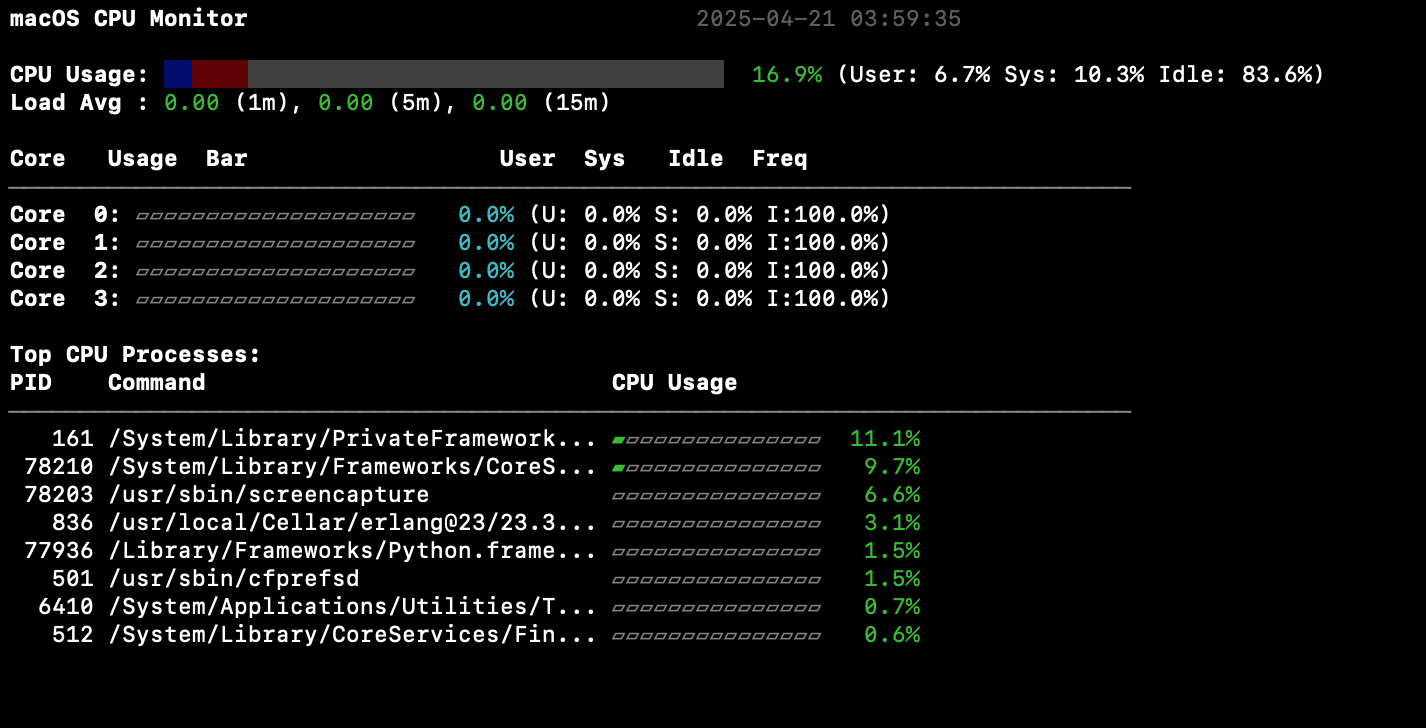 macOS CPU Monitor 2025-04-21 03:59:35
CPU Usage: 16.9% (User: 6.7% Sys: 10.3% Idle: 83.6%)
Load Avg : 0.00 (1m), 0.00 (5m), 0.00 (15m)
Core Usage Bar User Sys Idle Freq
Core 0: 0.0% (U: 0.0% S: 0.0% I:100.0%)
Core 1: 0.0% (U: 0.0% S: 0.0% I:100.0%)
Core 2: 0.0% (U: 0.0% S: 0.0% I:100.0%)
Core 3: 0.0% (U: 0.0% S: 0.0% I:100.0%)
Top CPU Processes:
PID Command CPU Usage
161 /System/Library/PrivateFramework... 11.1%
78210 /System/Library/Frameworks/CoreS... 9.7%
78203 /usr/sbin/screencapture 6.6%
836 /usr/local/Cellar/erlang@23/23.3... 3.1%
77936 /Library/Frameworks/Python.frame... 1.5%
501 /usr/sbin/cfprefsd 1.5%
6410 /System/Applications/Utilities/T... 0.7%
512 /System/Library/CoreServices/Fin... 0.6%